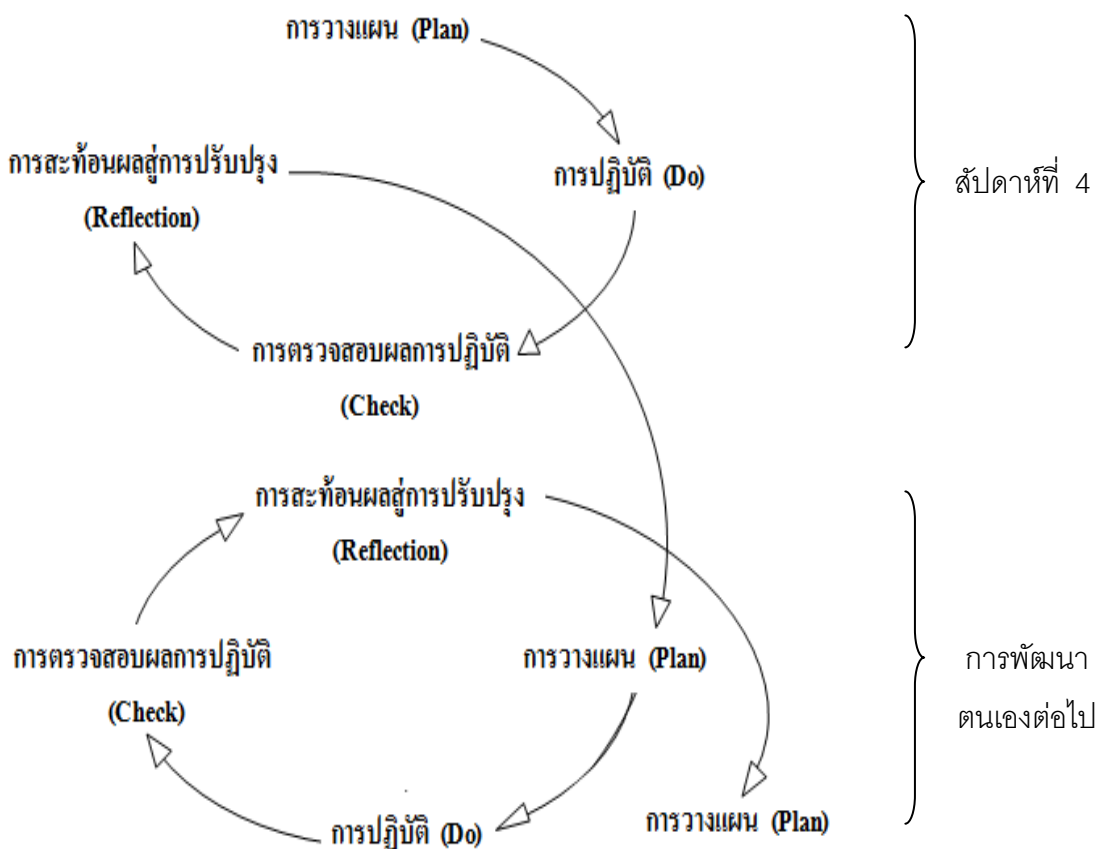 การวางแผน (Plan)
การสะท้อนผลสู่การปรับปรุง
(Reflection)
การปฏิบัติ (Do)
สัปดาห์ที่ 4
การตรวจสอบผลการปฏิบัติ
(Check)
การสะท้อนผลสู่การปรับปรุง
(Reflection)
การตรวจสอบผลการปฏิบัติ
(Check)
การวางแผน (Plan)
การพัฒนา
ตนเองต่อไป
การปฏิบัติ (Do)
การวางแผน (Plan)